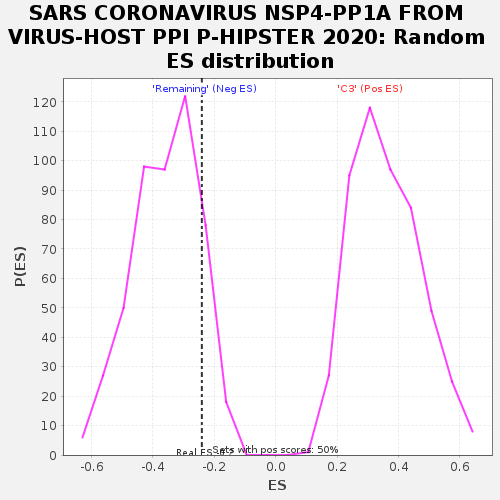 SARS CORONAVIRUS NSP4-PP1A FROM
VIRUS-HOST PPI P-HIPSTER 2020: Random
ES distribution
'Remaining' (Neg ES)
'C3' (Pos ES)
120
110
100
90
80
70
60
50
40
30
20
10
0
P(ES)
Sets with pos scores: 50%
Real ES
-0.6
-0.4
-0.2
0.0
0.2
0.4
0.6
ES